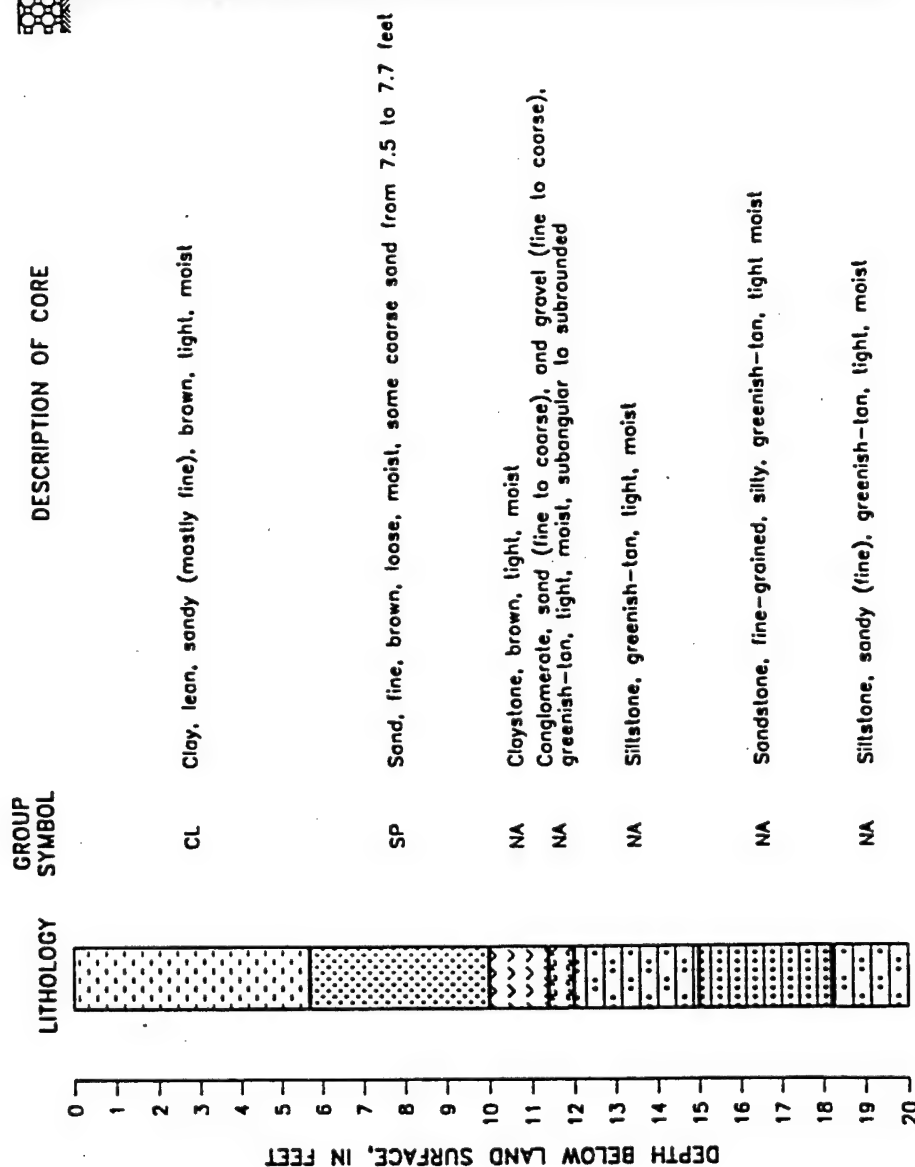 DESCRIPTION OF CORE
GROUP
SYMBOL
LITHOLOGY
CL Clay, lean, sandy (mostly fine), brown, tight, moist
SP Sand, fine, brown, loose, moist, some coarse sand from 7.5 to 7.7 feet
NA Claystone, brown, tight, moist
NA Conglomerate, sand (fine to coarse), and gravel (fine to coarse),
greenish-tan, tight, moist, subangular to subrounded
NA Siltstone, greenish-tan, tight, moist
NA Sandstone, fine-grained, silty, greenish-tan, tight moist
NA Siltstone, sandy (fine), greenish-tan, tight, moist
0
1
2
3
4
5
6
7
8
9
10
11
12
13
14
15
16
17
18
19
20
DEPTH BELOW LAND SURFACE, IN FEET